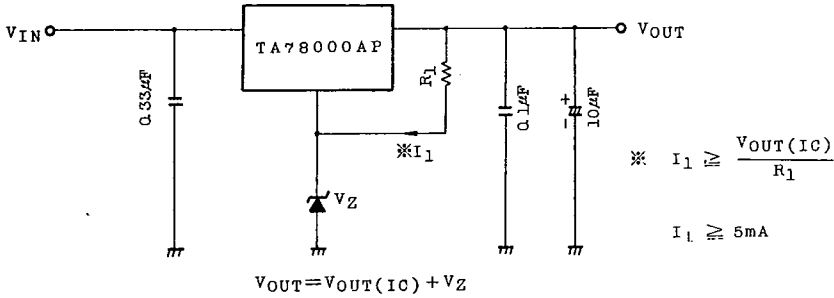 VIN
TA78000AP
VOUT
R1
0.33μF
0.1μF
+
-
10μF
※I1
VZ
※ I1 ≧ VOUT(IC)
R1
I1 ≧ 5mA
VOUT=VOUT(IC)+VZ